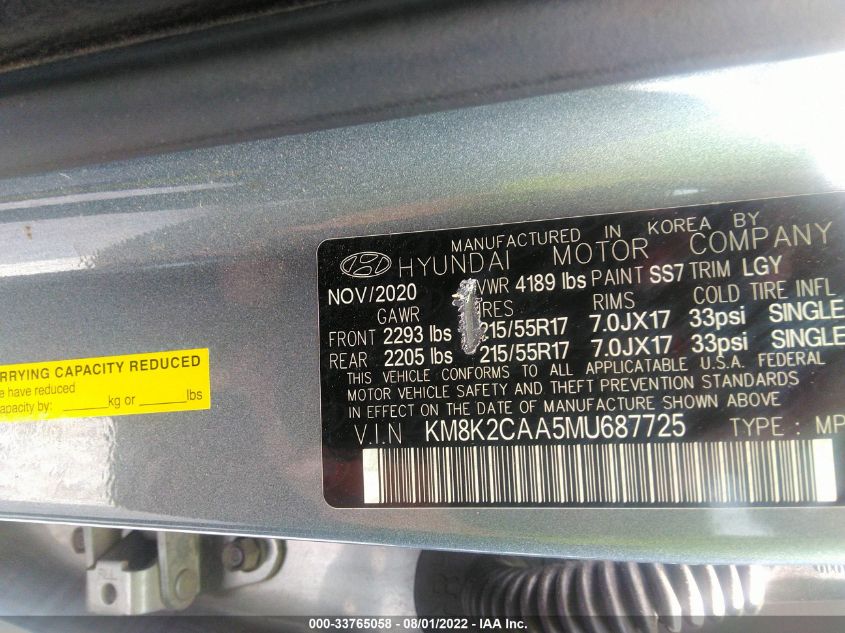 MANUFACTURED IN KOREA BY
HYUNDAI MOTOR COMPANY
NOV/2020 VWR 4189 lbs PAINT SS7 TRIM LGY
GAWR RIMS COLD TIRE INFL
FRONT 2293 lbs 215/55R17 7.0JX17 33psi SINGLE
REAR 2205 lbs 215/55R17 7.0JX17 33psi SINGLE
THIS VEHICLE CONFORMS TO ALL APPLICATABLE U.S.A. FEDERAL
MOTOR VEHICLE SAFETY AND THEFT PREVENTION STANDARDS
IN EFFECT ON THE DATE OF MANUFACTURE SHOWN ABOVE.
V.I.N KM8K2CAA5MU687725 TYPE : MP
RRYING CAPACITY REDUCED
e have reduced
capacity by: ______kg or ______lbs
000-33765058 - 08/01/2022 - IAA Inc.